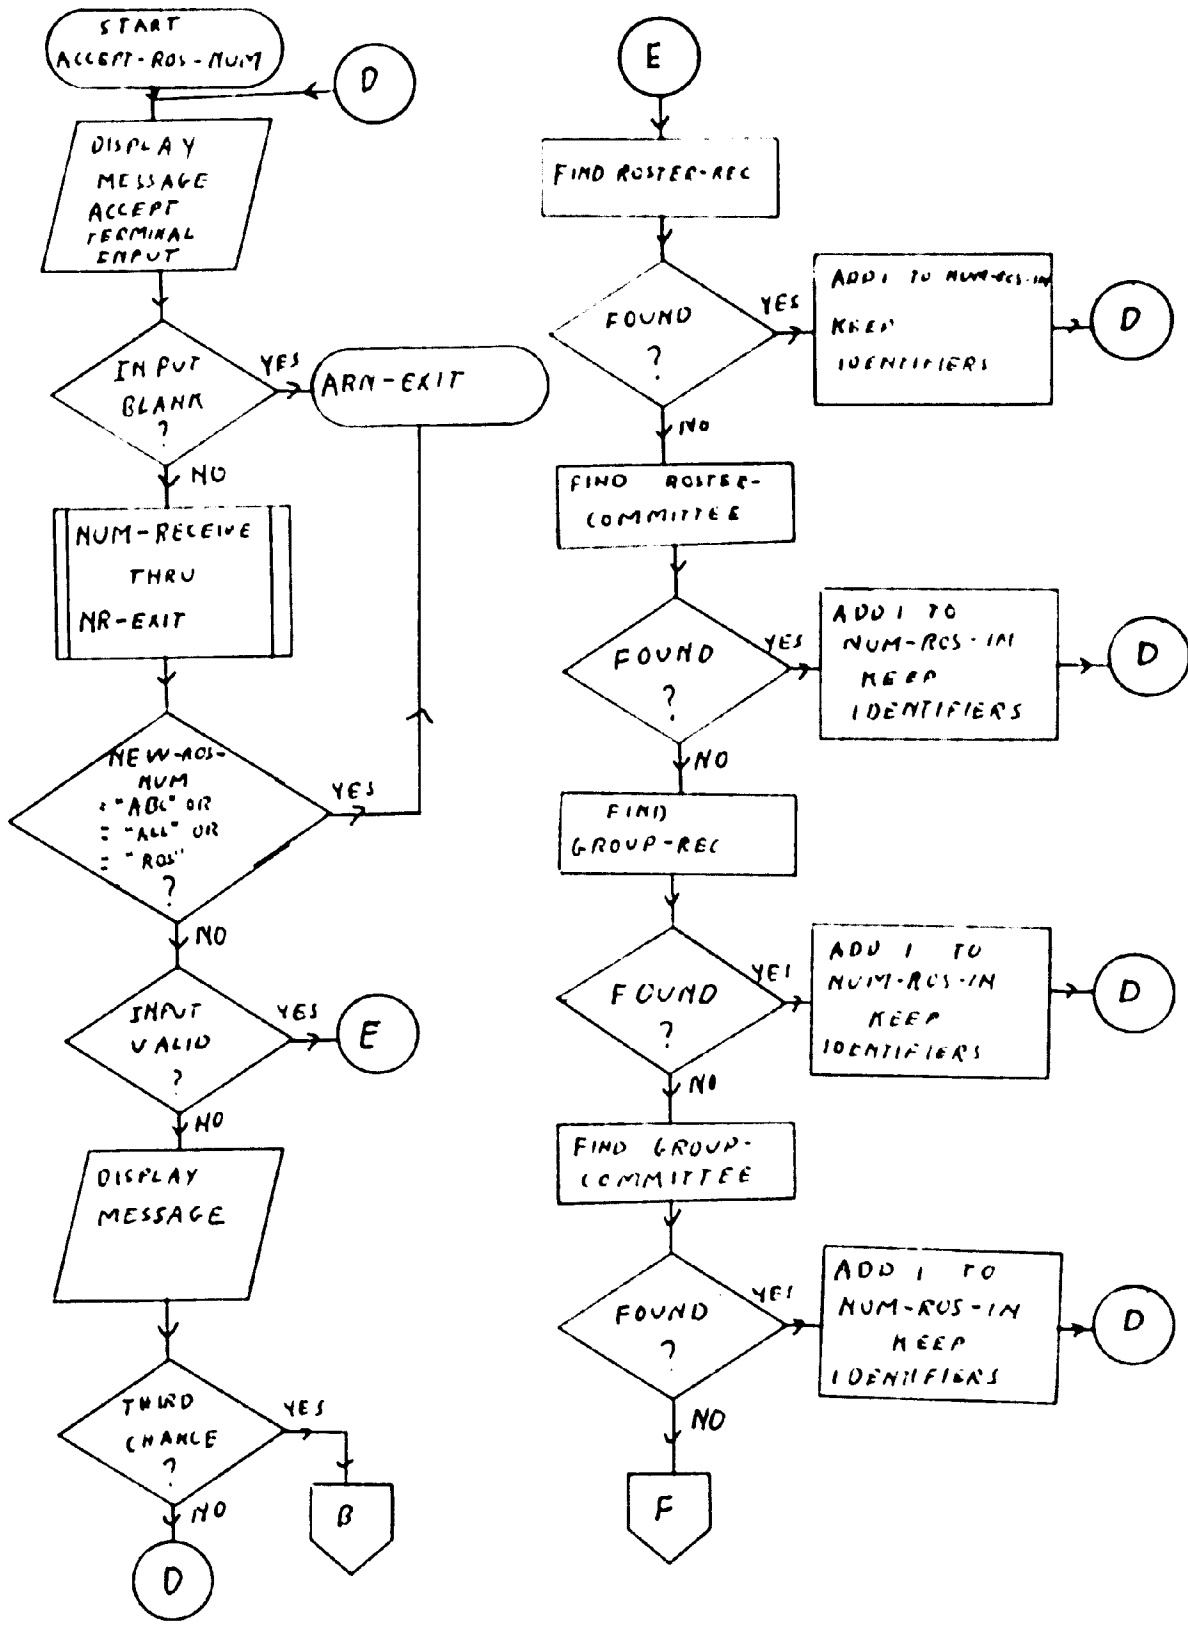 START
ACCEPT-ROS-NUM
D
DISPLAY
MESSAGE
ACCEPT
TERMINAL
INPUT
INPUT
BLANK
?
YES
ARN-EXIT
NO
NUM-RECEIVE
THRU
NR-EXIT
NEW-ROS-
NUM
= "ABC" OR
= "ALL" OR
= "ROS"
?
YES
NO
INPUT
VALID
?
YES
E
NO
DISPLAY
MESSAGE
THIRD
CHANCE
?
YES
B
NO
D
E
FIND ROSTER-REC
FOUND
?
YES
ADD 1 TO NUM-ROS-IN
KEEP
IDENTIFIERS
D
NO
FIND ROSTER-
COMMITTEE
FOUND
?
YES
ADD 1 TO
NUM-ROS-IN
KEEP
IDENTIFIERS
D
NO
FIND
GROUP-REC
FOUND
?
YES
ADD 1 TO
NUM-ROS-IN
KEEP
IDENTIFIERS
D
NO
FIND GROUP-
COMMITTEE
FOUND
?
YES
ADD 1 TO
NUM-ROS-IN
KEEP
IDENTIFIERS
D
NO
F